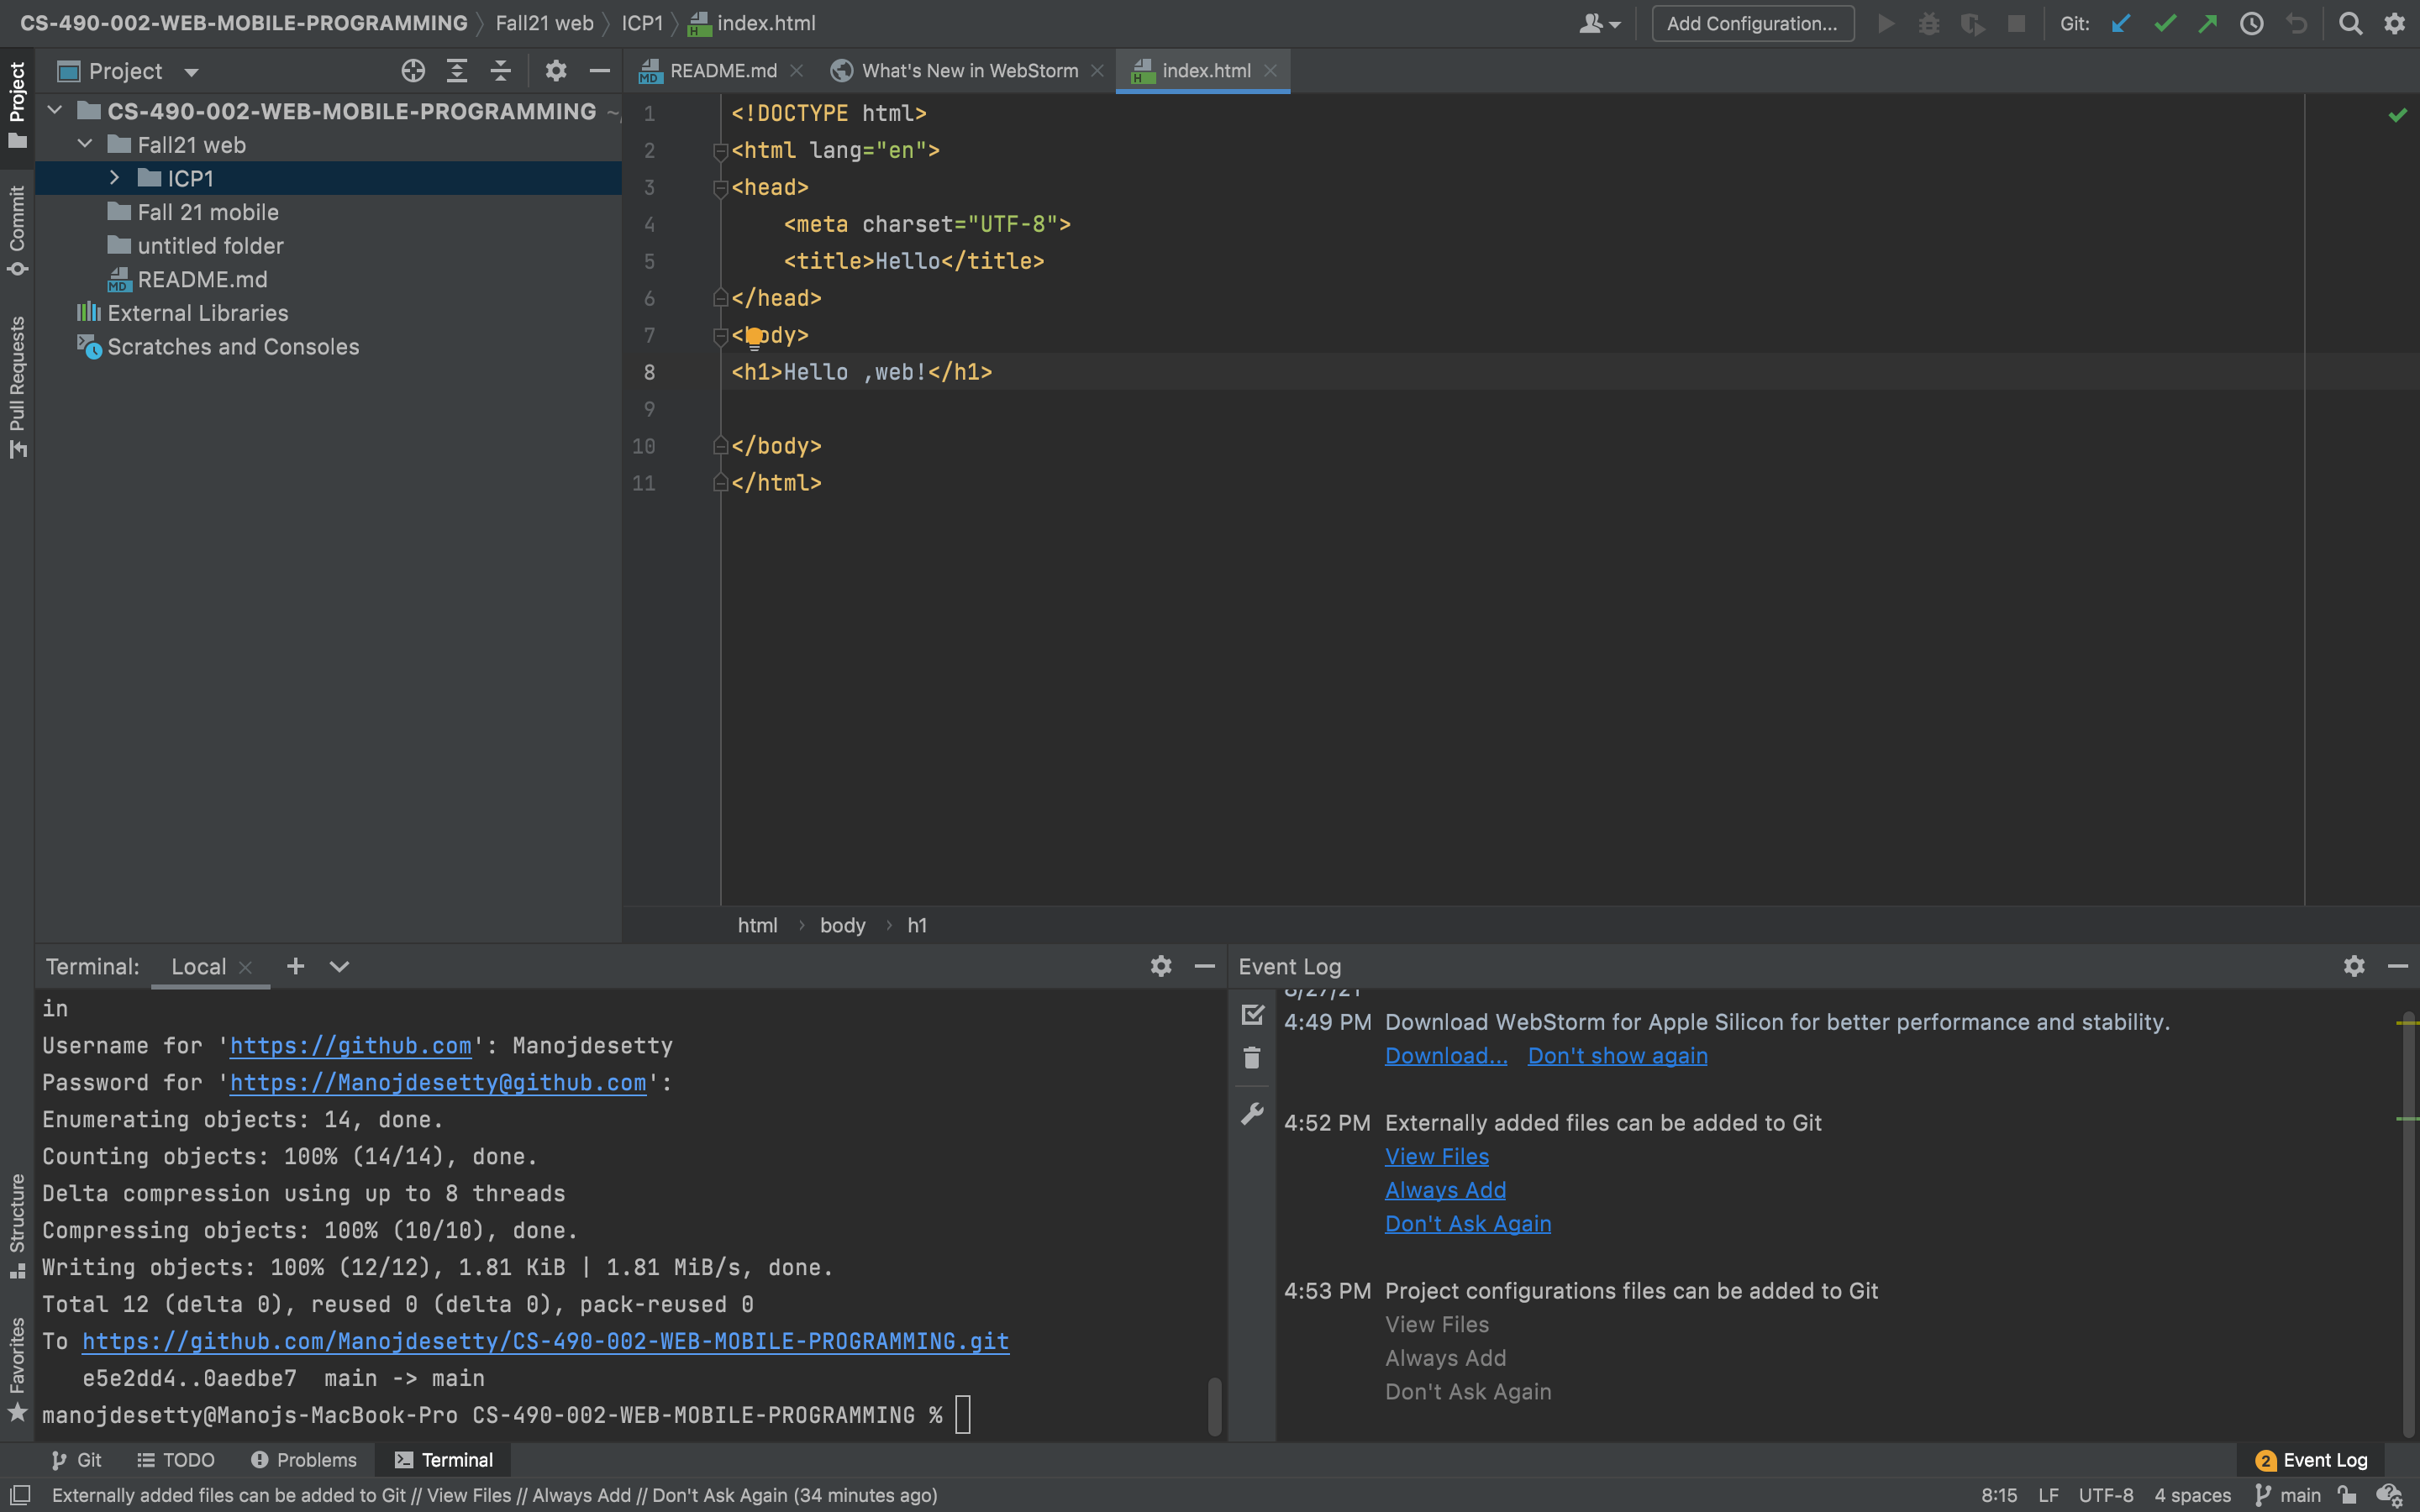 CS-490-002-WEB-MOBILE-PROGRAMMING Fall21 web ICP1 index.html
Add Configuration... Git:
Project
README.md What's New in WebStorm index.html
Project
Commit
Pull Requests
Structure
Favorites
CS-490-002-WEB-MOBILE-PROGRAMMING ~
Fall21 web
ICP1
Fall 21 mobile
untitled folder
README.md
External Libraries
Scratches and Consoles
1 <!DOCTYPE html>
2 <html lang="en">
3 <head>
4 <meta charset="UTF-8">
5 <title>Hello</title>
6 </head>
7 <body>
8 <h1>Hello ,web!</h1>
9
10 </body>
11 </html>
html › body › h1
Terminal: Local
in
Username for 'https://github.com': Manojdesetty
Password for 'https://Manojdesetty@github.com':
Enumerating objects: 14, done.
Counting objects: 100% (14/14), done.
Delta compression using up to 8 threads
Compressing objects: 100% (10/10), done.
Writing objects: 100% (12/12), 1.81 KiB | 1.81 MiB/s, done.
Total 12 (delta 0), reused 0 (delta 0), pack-reused 0
To https://github.com/Manojdesetty/CS-490-002-WEB-MOBILE-PROGRAMMING.git
e5e2dd4..0aedbe7 main -> main
manojdesetty@Manojs-MacBook-Pro CS-490-002-WEB-MOBILE-PROGRAMMING %
Event Log
8/27/21
4:49 PM Download WebStorm for Apple Silicon for better performance and stability.
Download... Don't show again
4:52 PM Externally added files can be added to Git
View Files
Always Add
Don't Ask Again
4:53 PM Project configurations files can be added to Git
View Files
Always Add
Don't Ask Again
Git TODO Problems Terminal
2 Event Log
Externally added files can be added to Git // View Files // Always Add // Don't Ask Again (34 minutes ago)
8:15 LF UTF-8 4 spaces main